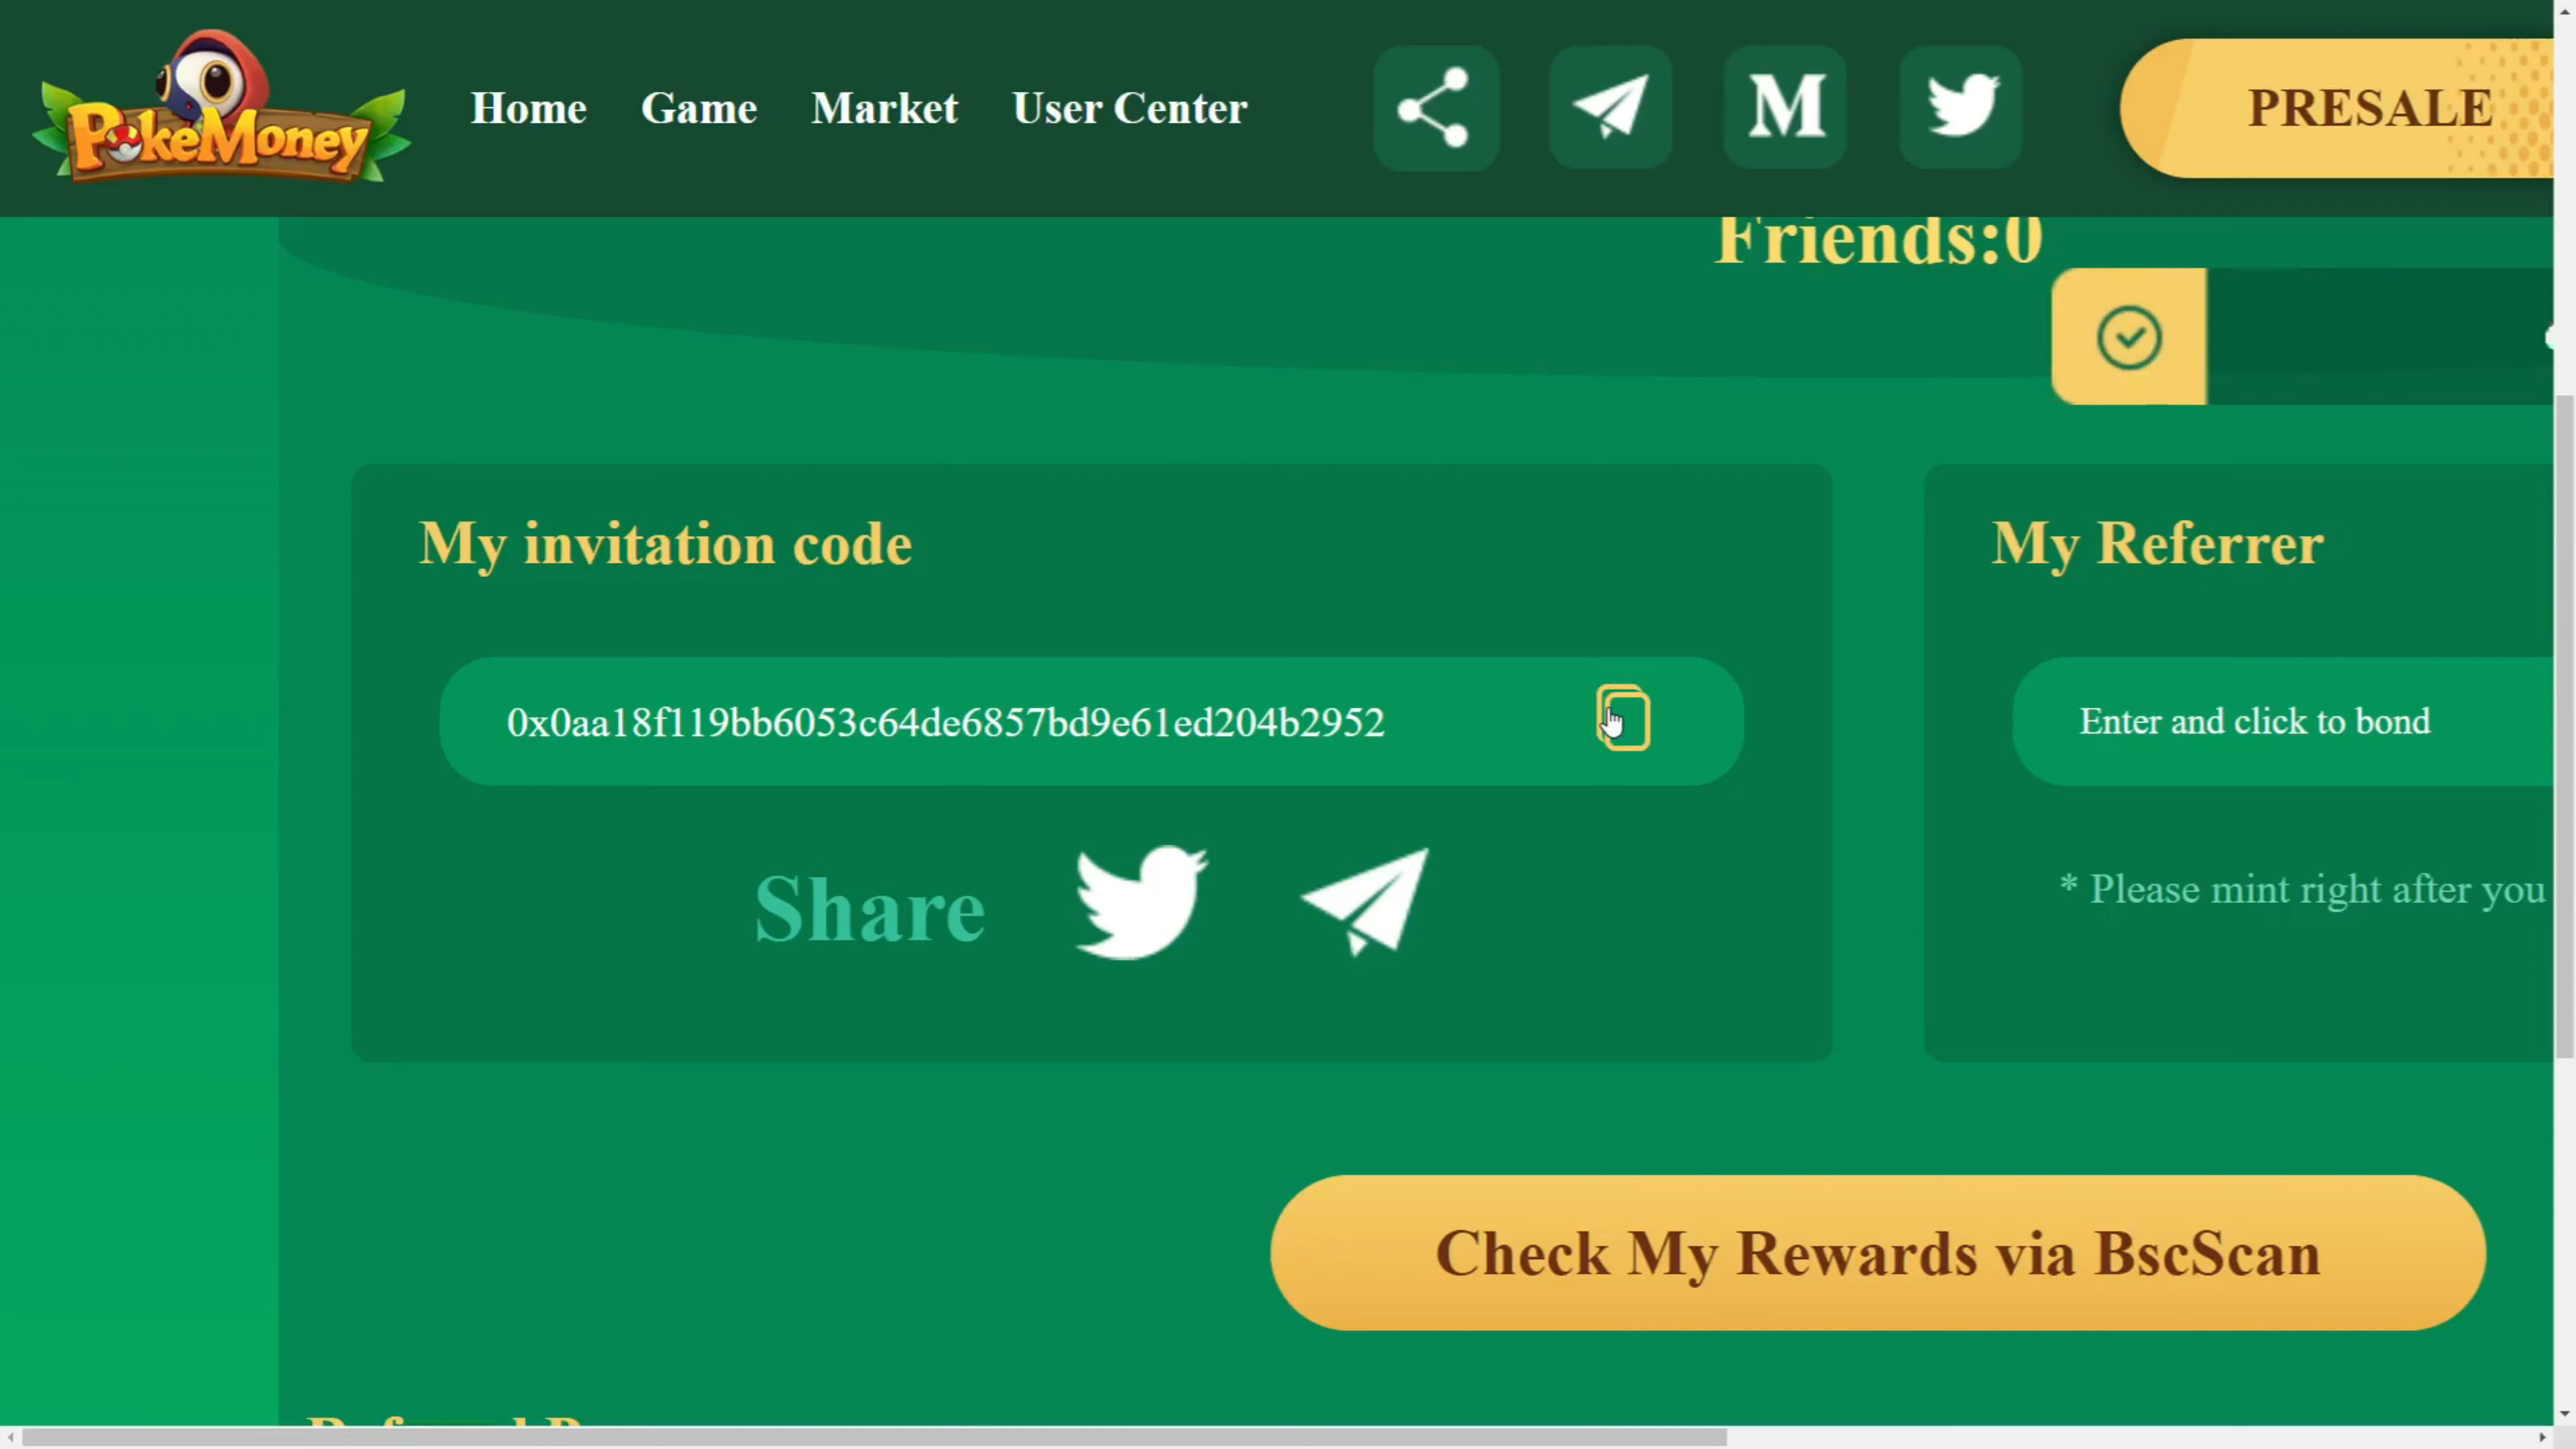 PokeMoney
Home Game Market User Center
M
PRESALE
Friends:0
My invitation code
My Referrer
0x0aa18f119bb6053c64de6857bd9e61ed204b2952
Enter and click to bond
* Please mint right after you
Share
Check My Rewards via BscScan